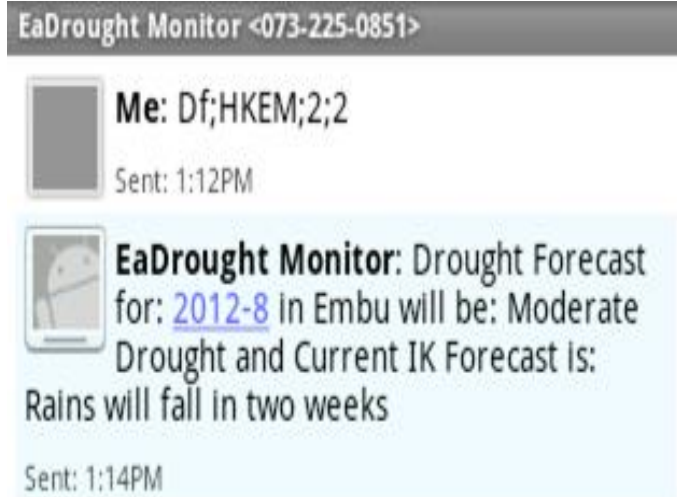 EaDrought Monitor <073-225-0851>
Me: Df;HKEM;2;2
Sent: 1:12PM
EaDrought Monitor: Drought Forecast
for: 2012-8 in Embu will be: Moderate
Drought and Current IK Forecast is:
Rains will fall in two weeks
Sent: 1:14PM